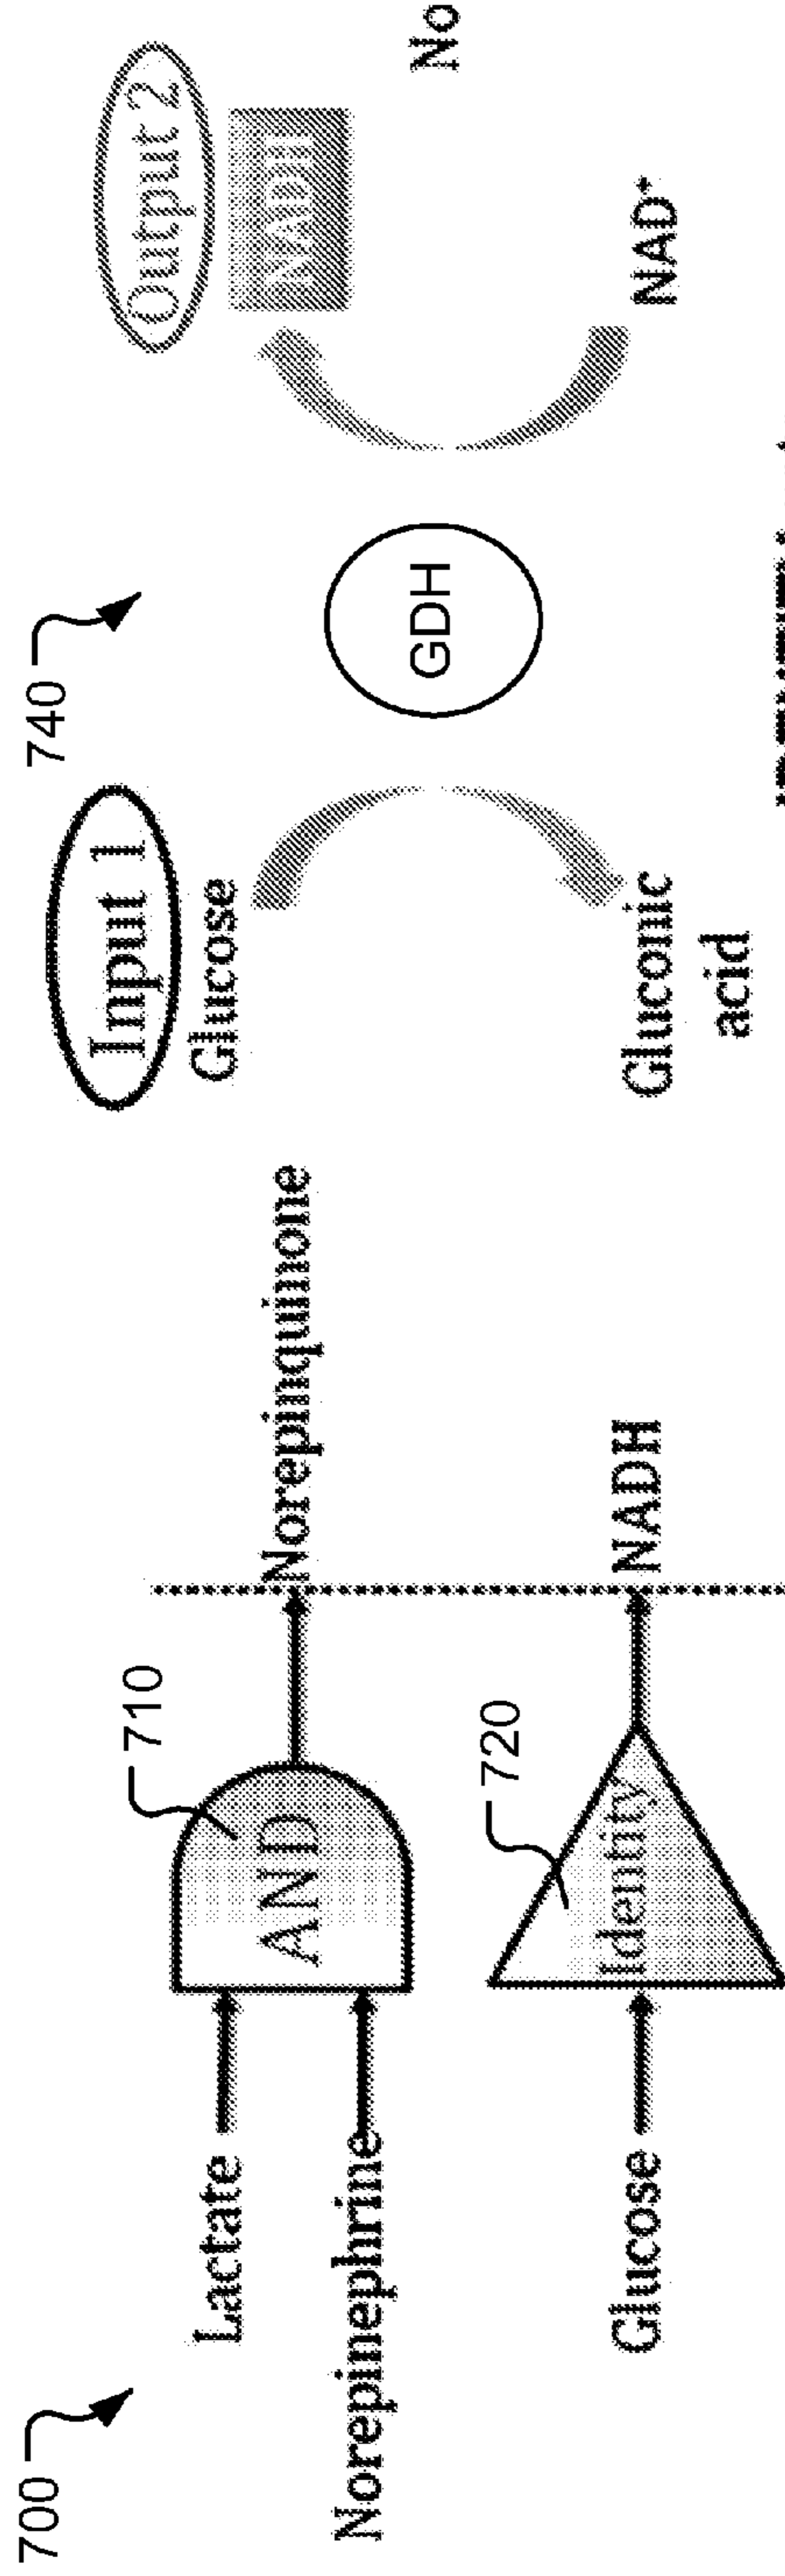 700
Lactate
Norepinephrine
AND
710
Norepinquinone
Glucose
Identity
720
NADH
740
Input 1
Glucose
Gluconic
acid
GDH
Output 2
NADH
NAD⁺
No